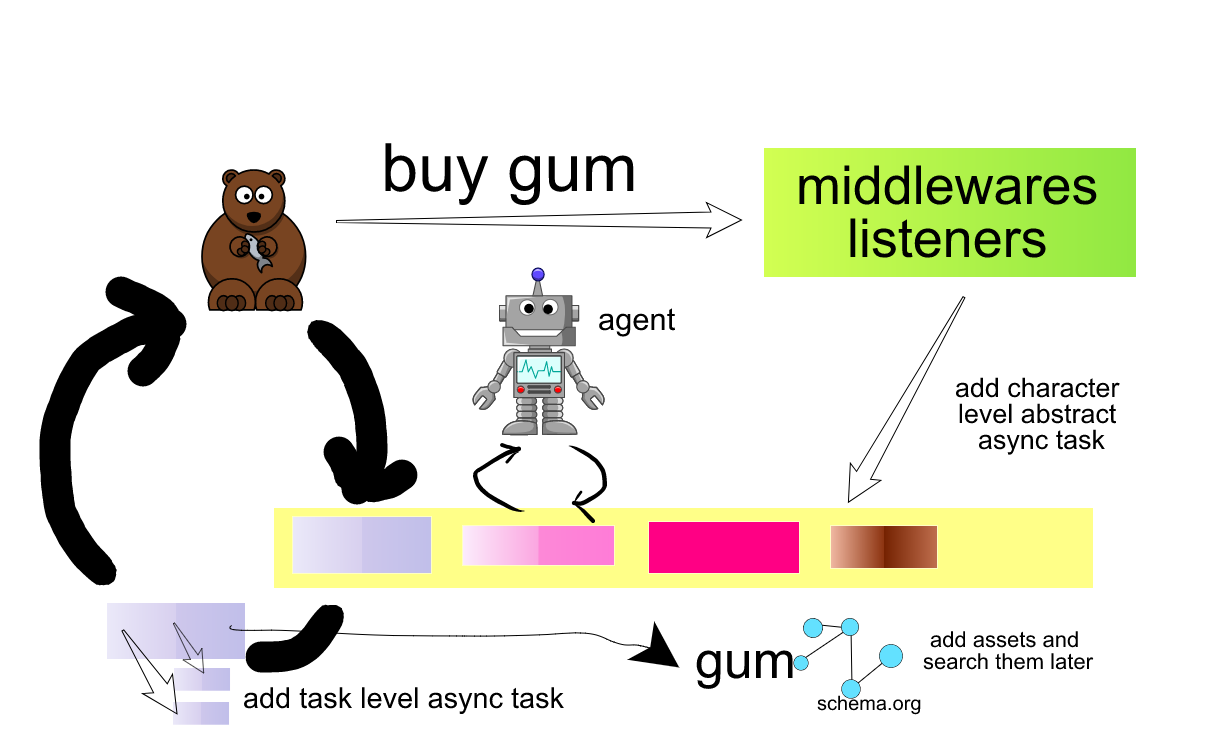 buy gum
middlewares
listeners
agent
add character
level abstract
async task
gum
add assets and
search them later
schema.org
add task level async task